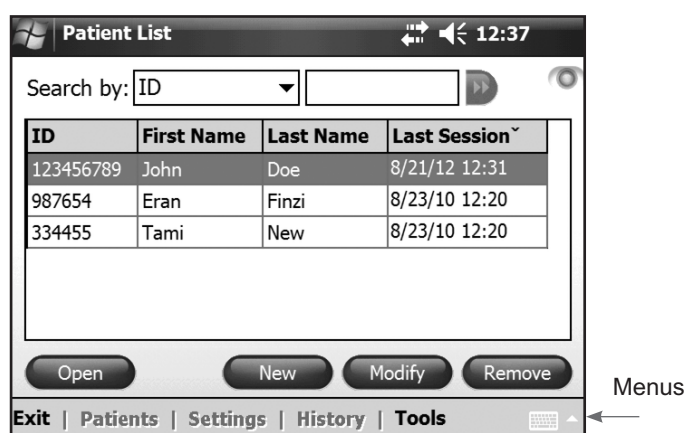 Patient List 12:37
Search by: ID
ID First Name Last Name Last Session
123456789 John Doe 8/21/12 12:31
987654 Eran Finzi 8/23/10 12:20
334455 Tami New 8/23/10 12:20
Open New Modify Remove
Menus
Exit | Patients | Settings | History | Tools